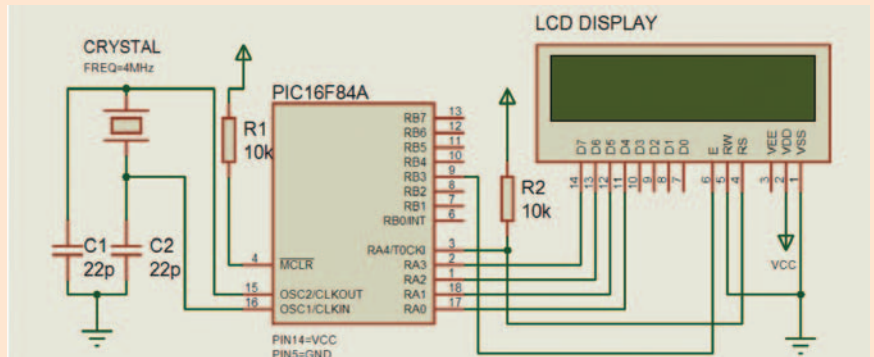 LCD DISPLAY
CRYSTAL
FREQ=4MHz
PIC16F84A
R1
10k
RB7 13
RB6 12
RB5 11
RB4 10
RB3 9
RB2 8
RB1 7
RB0/INT 6
RA4/T0CKI 3
RA3 2
RA2 1
RA1 18
RA0 17
4 MCLR
15 OSC2/CLKOUT
16 OSC1/CLKIN
PIN14=VCC
PIN5=GND
C1
22p
C2
22p
R2
10k
D7 D6 D5 D4 D3 D2 D1 D0 E RW RS VEE VDD VSS
14 13 12 11 10 9 8 7 6 5 4 3 2 1
VCC